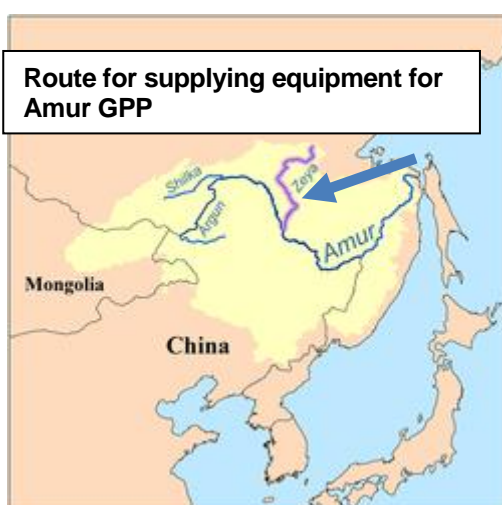 Route for supplying equipment for
Amur GPP
Shilka
Zeya
Argun
Amur
Mongolia
China